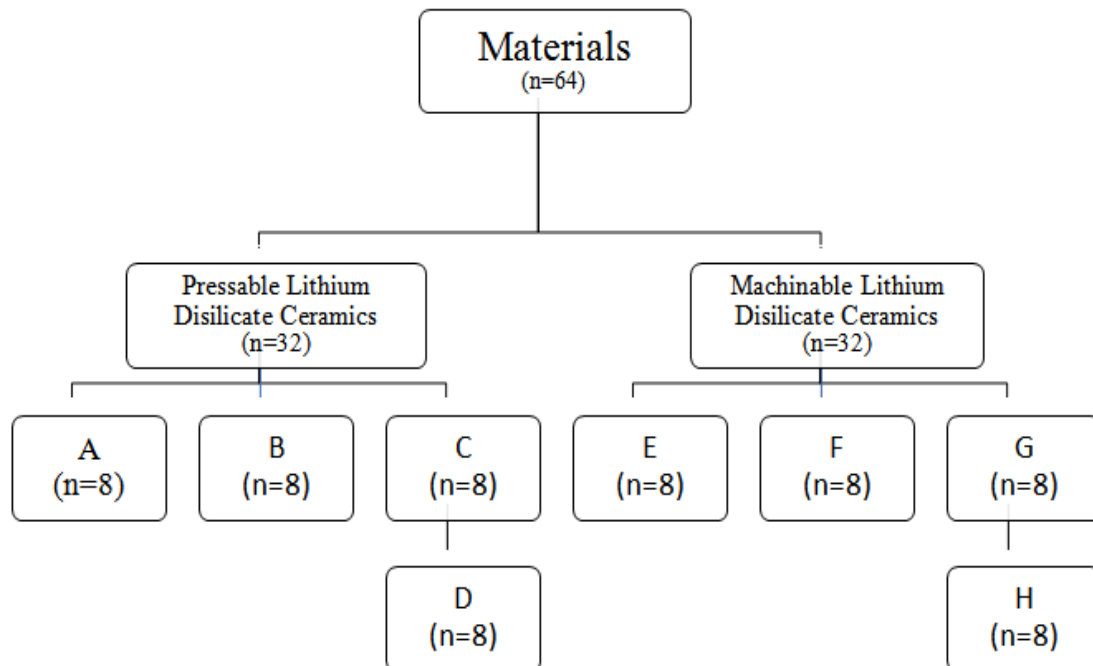 Materials
(n=64)
Pressable Lithium
Disilicate Ceramics
(n=32)
Machinable Lithium
Disilicate Ceramics
(n=32)
A
(n=8)
B
(n=8)
C
(n=8)
E
(n=8)
F
(n=8)
G
(n=8)
D
(n=8)
H
(n=8)